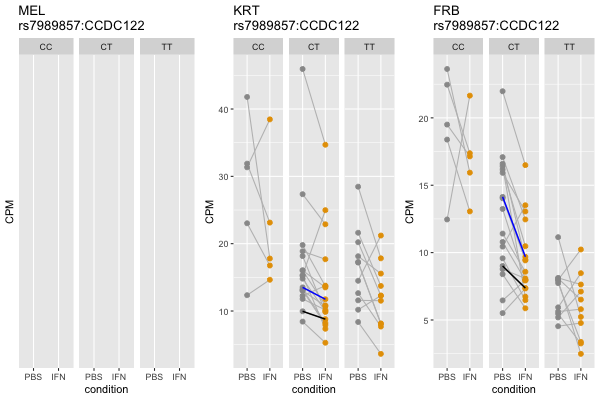 MEL
rs7989857:CCDC122
CC CT TT
CPM
PBS IFN PBS IFN PBS IFN
condition
KRT
rs7989857:CCDC122
CC CT TT
40
30
20
10
CPM
PBS IFN PBS IFN PBS IFN
condition
FRB
rs7989857:CCDC122
CC CT TT
20
15
10
5
CPM
PBS IFN PBS IFN PBS IFN
condition